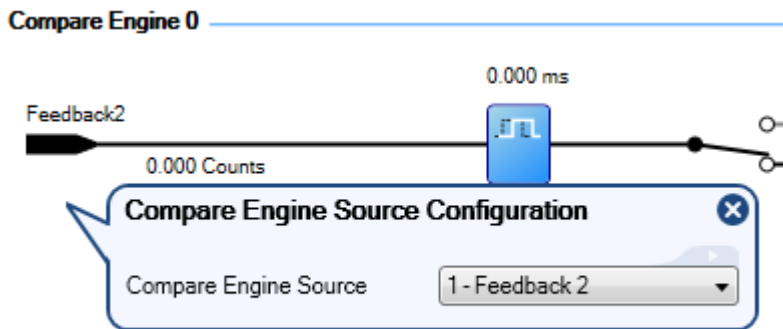 Compare Engine 0
0.000 ms
Feedback2
0.000 Counts
Compare Engine Source Configuration
Compare Engine Source
1 - Feedback 2